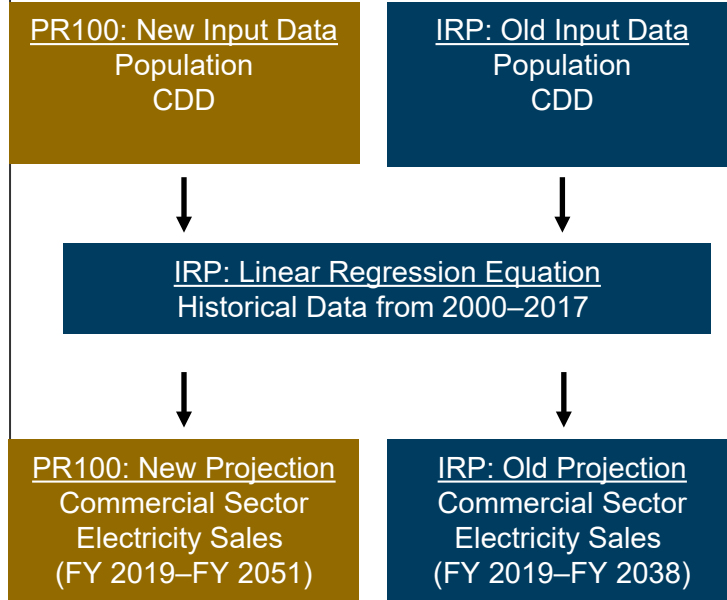 PR100: New Input Data
Population
CDD
IRP: Old Input Data
Population
CDD
IRP: Linear Regression Equation
Historical Data from 2000–2017
PR100: New Projection
Commercial Sector
Electricity Sales
(FY 2019–FY 2051)
IRP: Old Projection
Commercial Sector
Electricity Sales
(FY 2019–FY 2038)